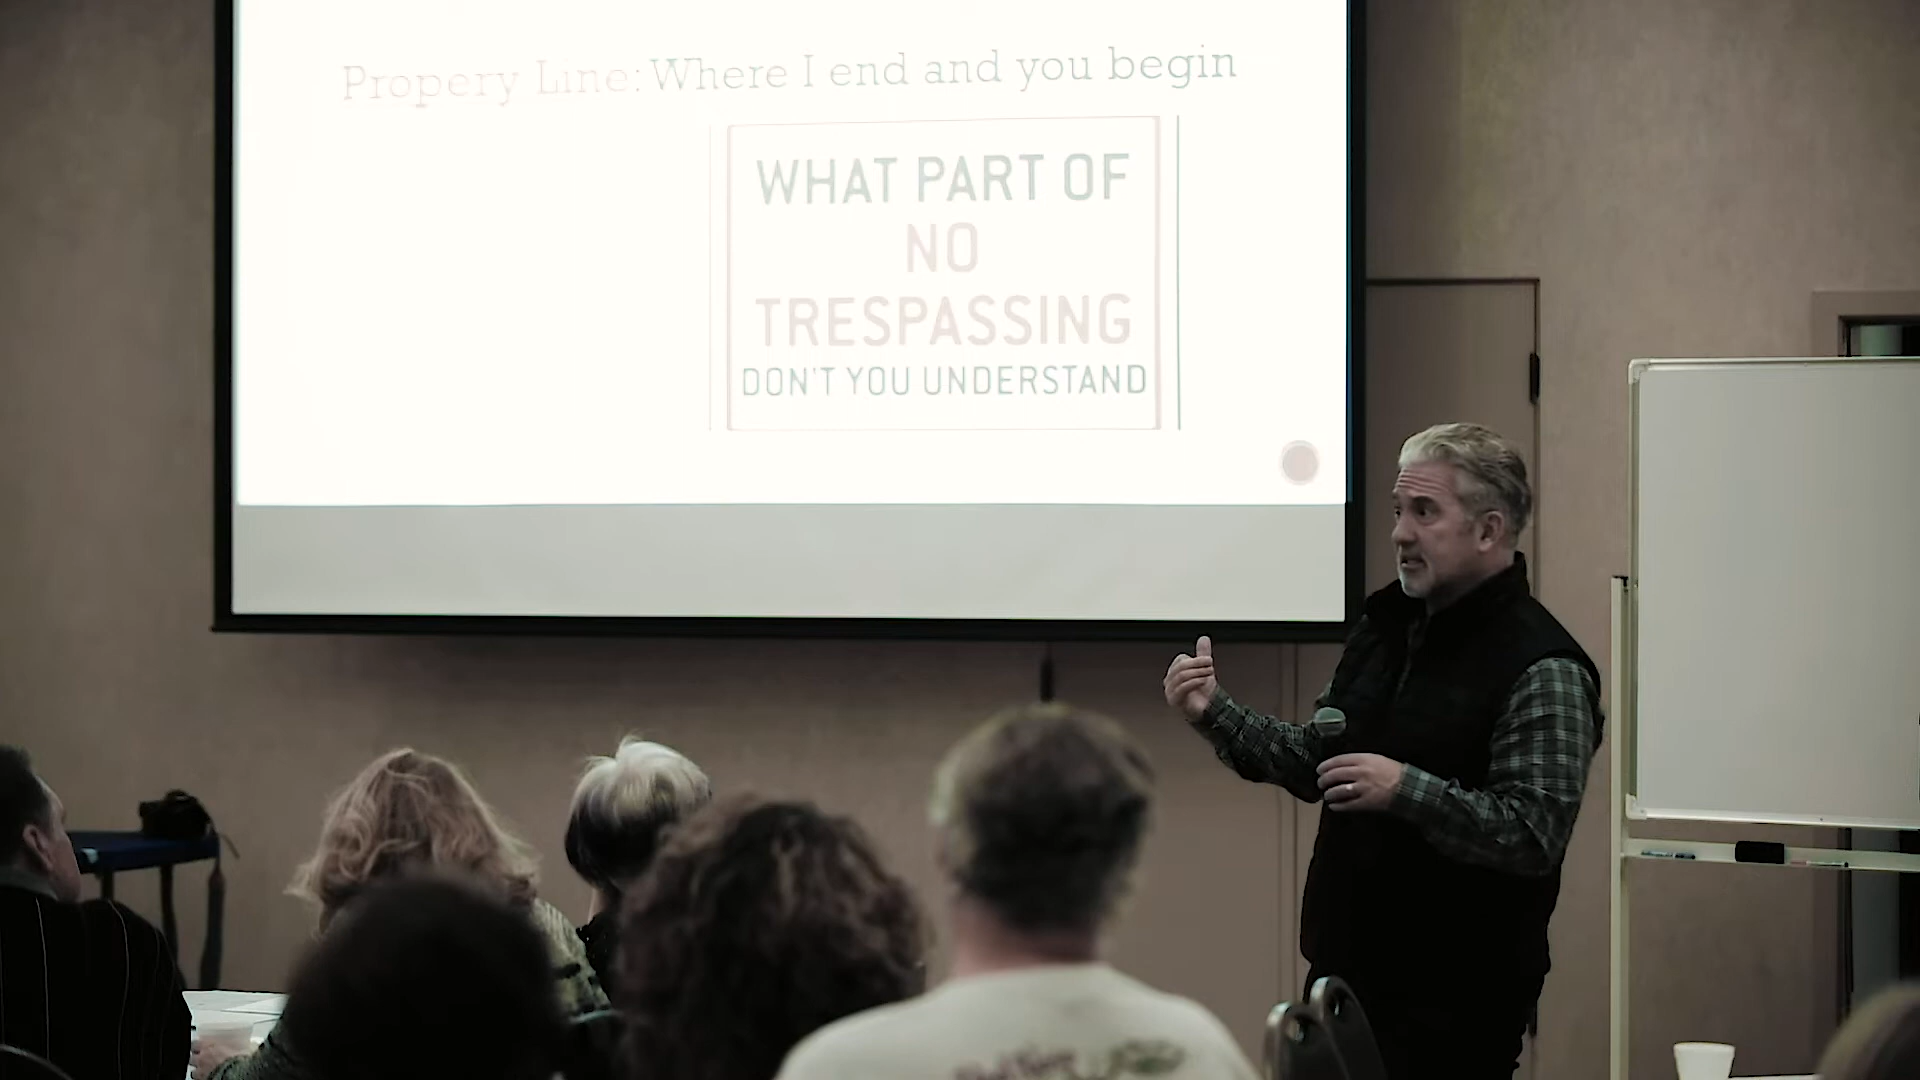 Propery Line: Where I end and you begin
WHAT PART OF
NO
TRESPASSING
DON'T YOU UNDERSTAND